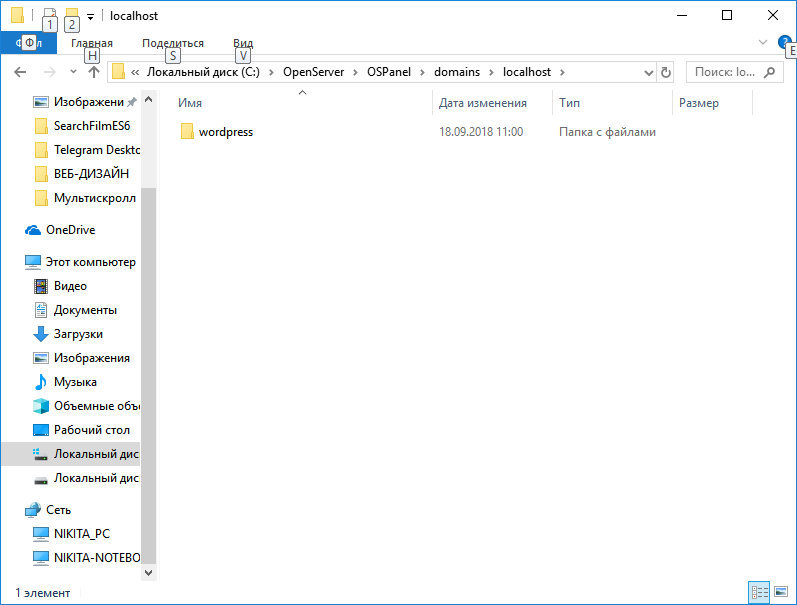 localhost
1 2
Файл Главная Поделиться Вид
Ф H S V E
« Локальный диск (C:) › OpenServer › OSPanel › domains › localhost › Поиск: lo...
Имя Дата изменения Тип Размер
wordpress 18.09.2018 11:00 Папка с файлами
Изображени
SearchFilmES6
Telegram Deskto
ВЕБ-ДИЗАЙН
Мультискролл
OneDrive
Этот компьютер
Видео
Документы
Загрузки
Изображения
Музыка
Объемные объе
Рабочий стол
Локальный дис
Локальный дис
Сеть
NIKITA_PC
NIKITA-NOTEBO
1 элемент